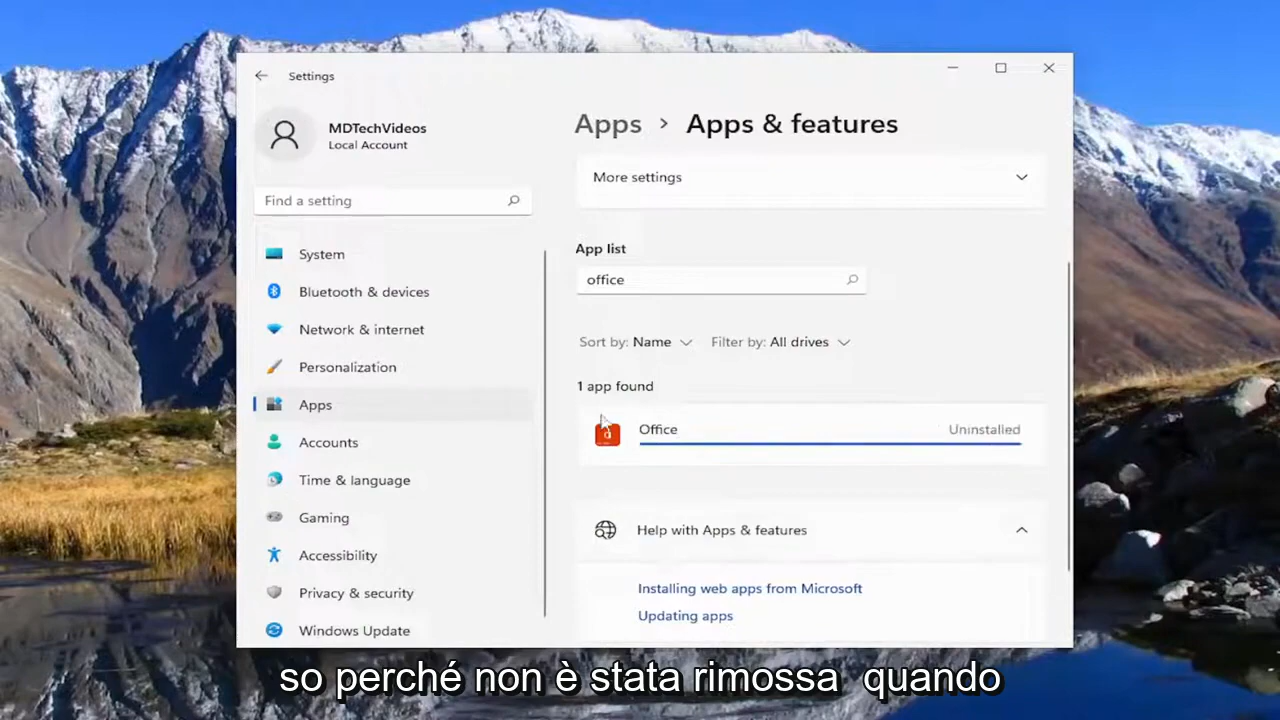 Settings
MDTechVideos
Local Account
Find a setting
System
Bluetooth & devices
Network & internet
Personalization
Apps
Accounts
Time & language
Gaming
Accessibility
Privacy & security
Windows Update
Apps > Apps & features
More settings
App list
office
Sort by: Name Filter by: All drives
1 app found
Office Uninstalled
Help with Apps & features
Installing web apps from Microsoft
Updating apps
so perché non è stata rimossa quando